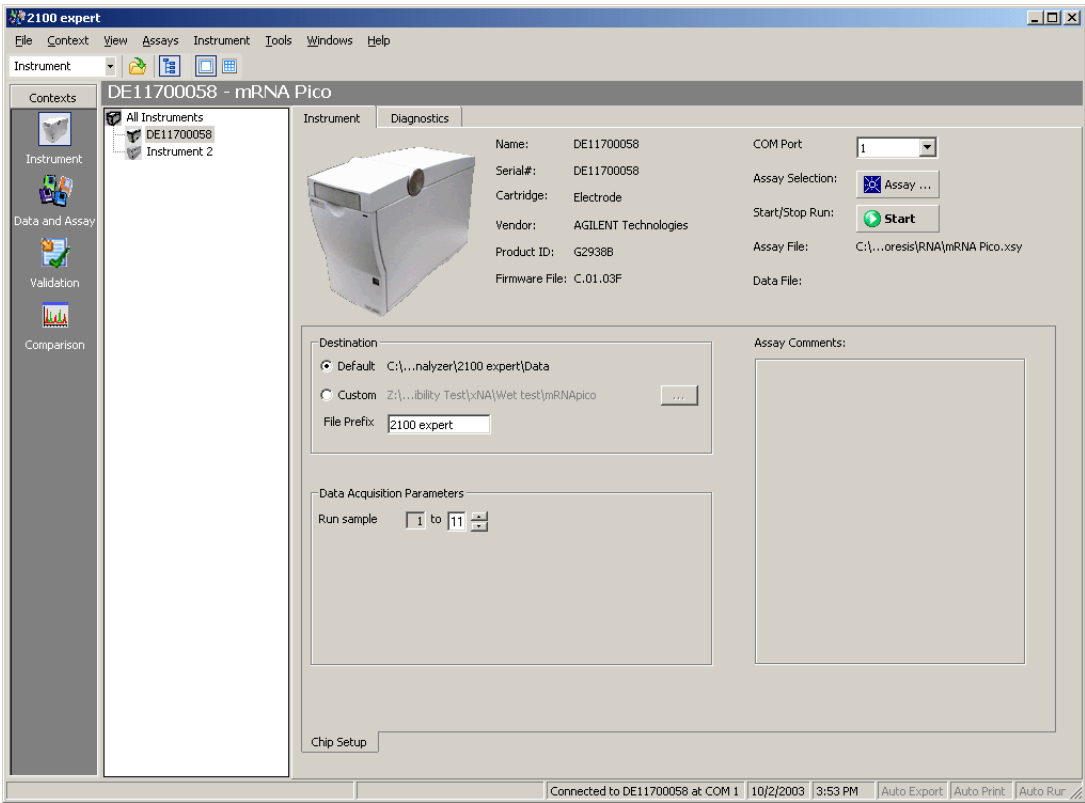 2100 expert
File Context View Assays Instrument Tools Windows Help
Instrument
Contexts
DE11700058 - mRNA Pico
Instrument
Data and Assay
Validation
Comparison
All Instruments
DE11700058
Instrument 2
Instrument Diagnostics
Name: DE11700058
Serial#: DE11700058
Cartridge: Electrode
Vendor: AGILENT Technologies
Product ID: G2938B
Firmware File: C.01.03F
COM Port 1
Assay Selection: Assay ...
Start/Stop Run: Start
Assay File: C:\...oresis\RNA\mRNA Pico.xsy
Data File:
Destination
Default C:\...nalyzer\2100 expert\Data
Custom Z:\...ibility Test\xNA\Wet test\mRNApico ...
File Prefix 2100 expert
Data Acquisition Parameters
Run sample 1 to 11
Assay Comments:
Chip Setup
Connected to DE11700058 at COM 1 10/2/2003 3:53 PM Auto Export Auto Print Auto Rur